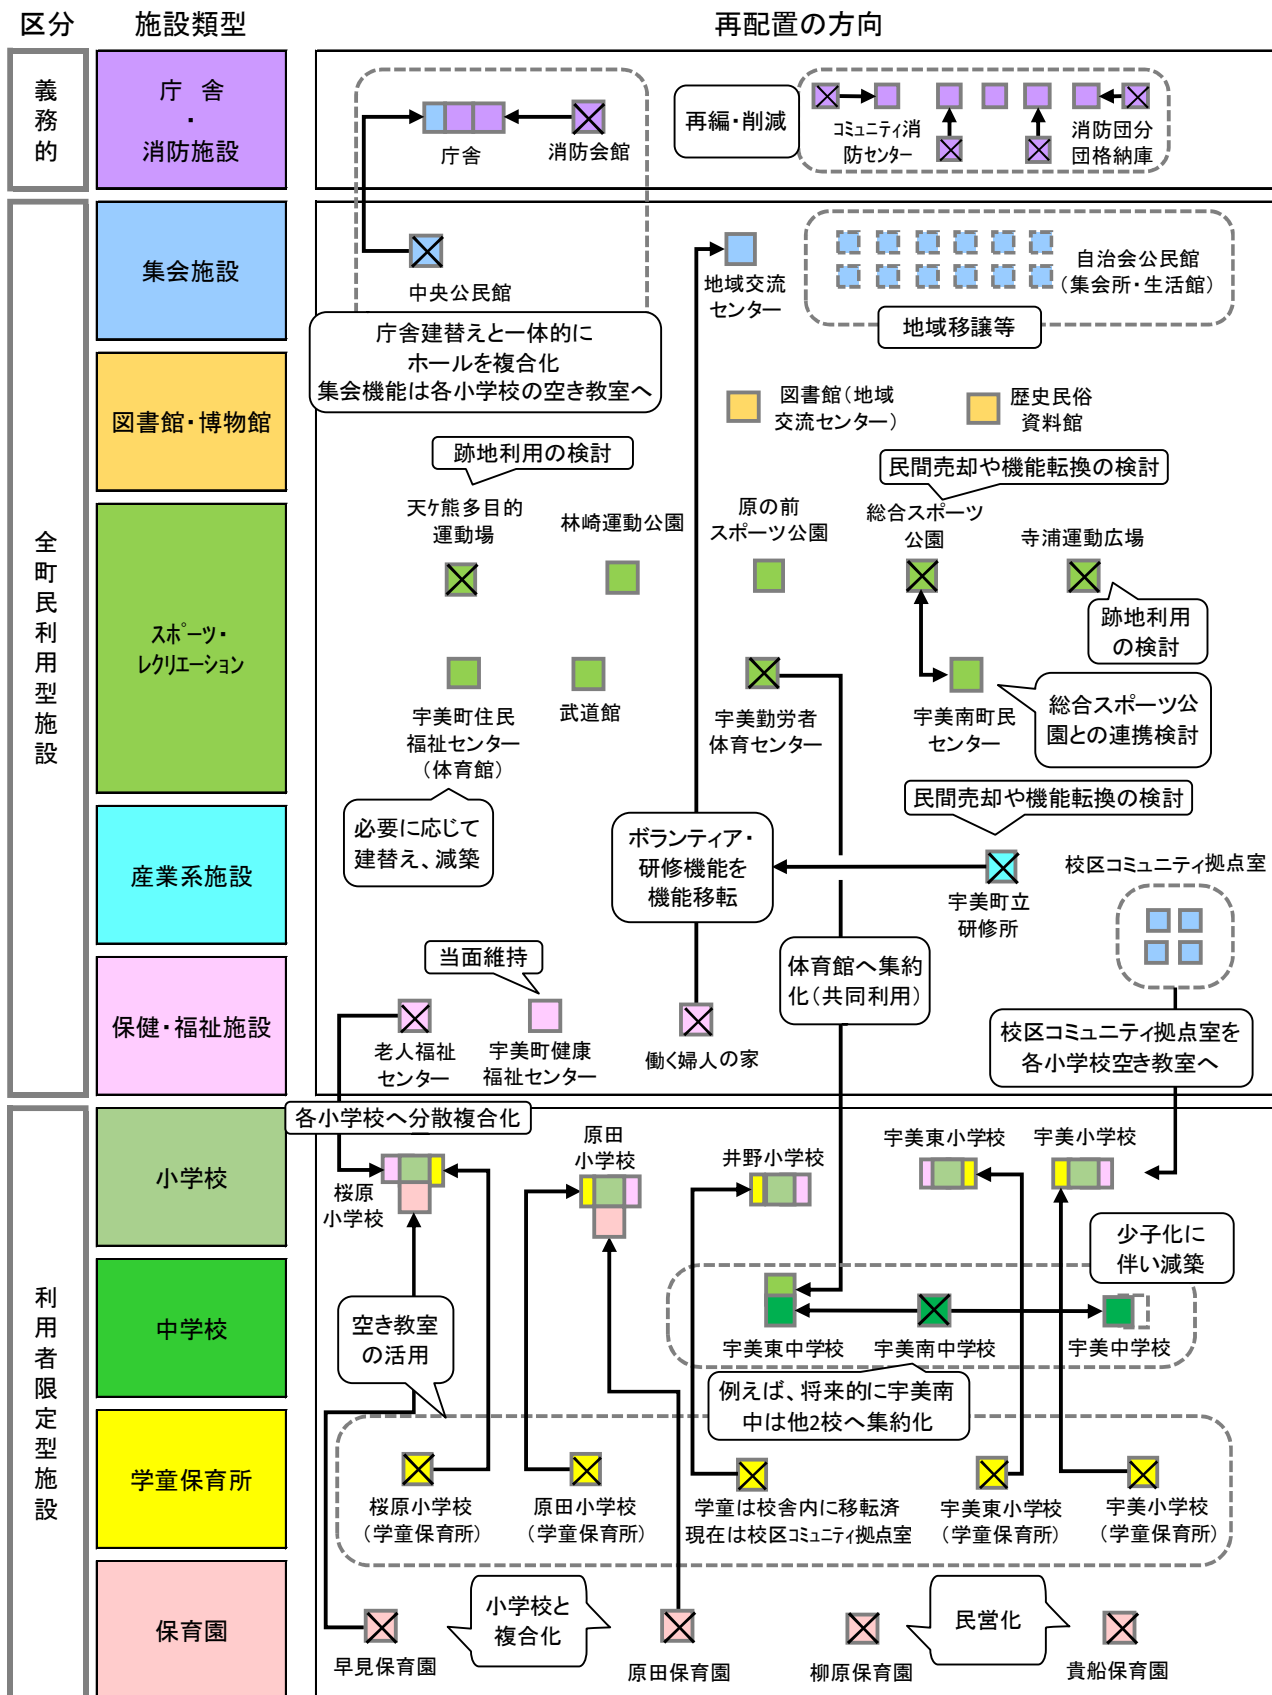 区分
施設類型
再配置の方向
義務的
庁 舎
・
消防施設
庁舎
消防会館
再編・削減
コミュニティ消
防センター
消防団分
団格納庫
全町民利用型施設
集会施設
中央公民館
地域交流
センター
自治会公民館
（集会所・生活館）
地域移譲等
庁舎建替えと一体的に
ホールを複合化
集会機能は各小学校の空き教室へ
図書館・博物館
図書館（地域
交流センター）
歴史民俗
資料館
跡地利用の検討
民間売却や機能転換の検討
スポーツ・
レクリエーション
天ケ熊多目的
運動場
林崎運動公園
原の前
スポーツ公園
総合スポーツ
公園
寺浦運動広場
跡地利用
の検討
宇美町住民
福祉センター
（体育館）
武道館
宇美勤労者
体育センター
宇美南町民
センター
総合スポーツ公
園との連携検討
必要に応じて
建替え、減築
民間売却や機能転換の検討
産業系施設
ボランティア・
研修機能を
機能移転
宇美町立
研修所
校区コミュニティ拠点室
保健・福祉施設
当面維持
体育館へ集約
化（共同利用）
老人福祉
センター
宇美町健康
福祉センター
働く婦人の家
校区コミュニティ拠点室を
各小学校空き教室へ
利用者限定型施設
各小学校へ分散複合化
小学校
桜原
小学校
原田
小学校
井野小学校
宇美東小学校
宇美小学校
少子化に
伴い減築
中学校
空き教室
の活用
宇美東中学校
宇美南中学校
宇美中学校
例えば、将来的に宇美南
中は他2校へ集約化
学童保育所
桜原小学校
（学童保育所）
原田小学校
（学童保育所）
学童は校舎内に移転済
現在は校区コミュニティ拠点室
宇美東小学校
（学童保育所）
宇美小学校
（学童保育所）
保育園
早見保育園
小学校と
複合化
原田保育園
柳原保育園
民営化
貴船保育園